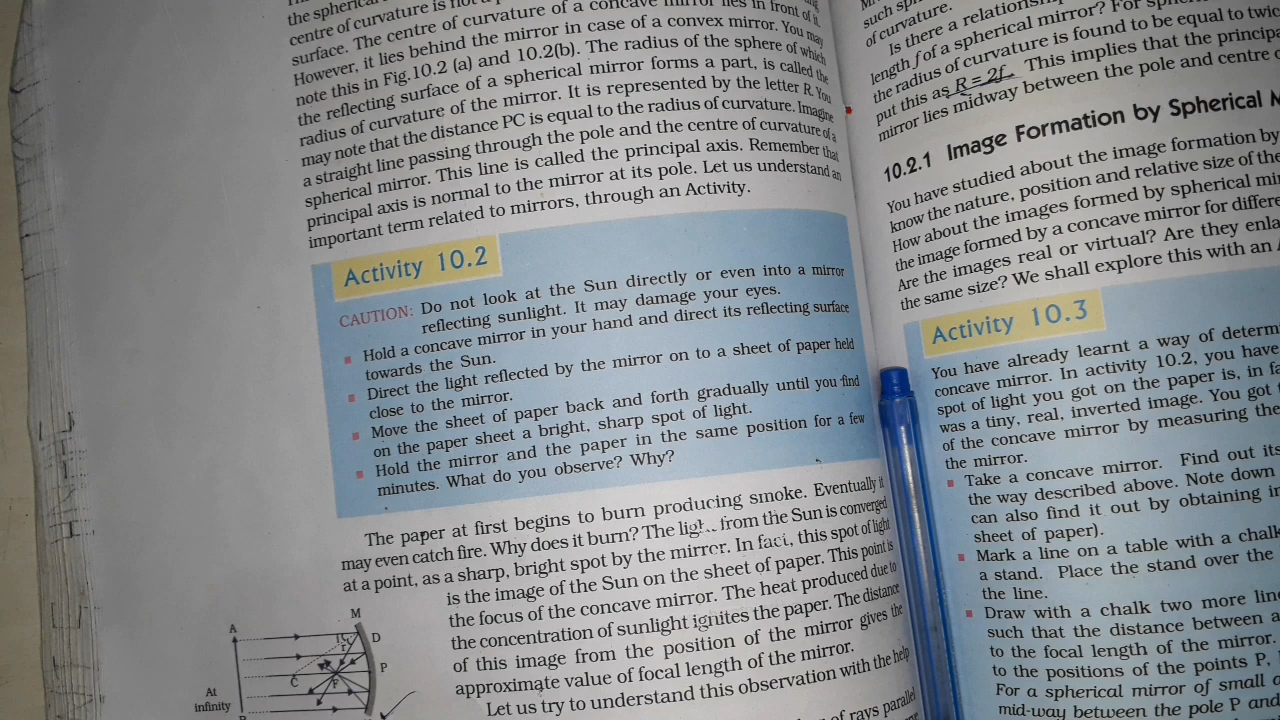 the spherical
centre of curvature is not a
surface. The centre of curvature of a concave mirror lies in front of it.
However, it lies behind the mirror in case of a convex mirror. You may
note this in Fig.10.2 (a) and 10.2(b). The radius of the sphere of which
the reflecting surface of a spherical mirror forms a part, is called the
radius of curvature of the mirror. It is represented by the letter R. You
may note that the distance PC is equal to the radius of curvature. Imagine
a straight line passing through the pole and the centre of curvature of a
spherical mirror. This line is called the principal axis. Remember that
principal axis is normal to the mirror at its pole. Let us understand an
important term related to mirrors, through an Activity.
Activity 10.2
CAUTION: Do not look at the Sun directly or even into a mirror
reflecting sunlight. It may damage your eyes.
Hold a concave mirror in your hand and direct its reflecting surface
towards the Sun.
Direct the light reflected by the mirror on to a sheet of paper held
close to the mirror.
Move the sheet of paper back and forth gradually until you find
on the paper sheet a bright, sharp spot of light.
Hold the mirror and the paper in the same position for a few
minutes. What do you observe? Why?
The paper at first begins to burn producing smoke. Eventually it
may even catch fire. Why does it burn? The light from the Sun is converged
at a point, as a sharp, bright spot by the mirror. In fact, this spot of light
is the image of the Sun on the sheet of paper. This point is
the focus of the concave mirror. The heat produced due to
the concentration of sunlight ignites the paper. The distance
of this image from the position of the mirror gives the
approximate value of focal length of the mirror.
Let us try to understand this observation with the help
of rays parallel
M
A
D
r
C
F
P
At
infinity
B
such
of curvature.
Is there a relationship
length f of a spherical mirror? For
the radius of curvature is found to be equal to twic
put this as R = 2f. This implies that the principa
mirror lies midway between the pole and centre o
10.2.1 Image Formation by Spherical M
You have studied about the image formation by
know the nature, position and relative size of the
How about the images formed by spherical mir
the image formed by a concave mirror for differe
Are the images real or virtual? Are they enla
the same size? We shall explore this with an
Activity 10.3
You have already learnt a way of determ
concave mirror. In activity 10.2, you have
spot of light you got on the paper is, in fa
was a tiny, real, inverted image. You got
of the concave mirror by measuring the
the mirror.
Take a concave mirror. Find out its
the way described above. Note down
can also find it out by obtaining im
sheet of paper).
Mark a line on a table with a chalk
a stand. Place the stand over the
the line.
Draw with a chalk two more line
such that the distance between a
to the focal length of the mirror.
to the positions of the points P,
For a spherical mirror of small a
mid-way between the pole P and